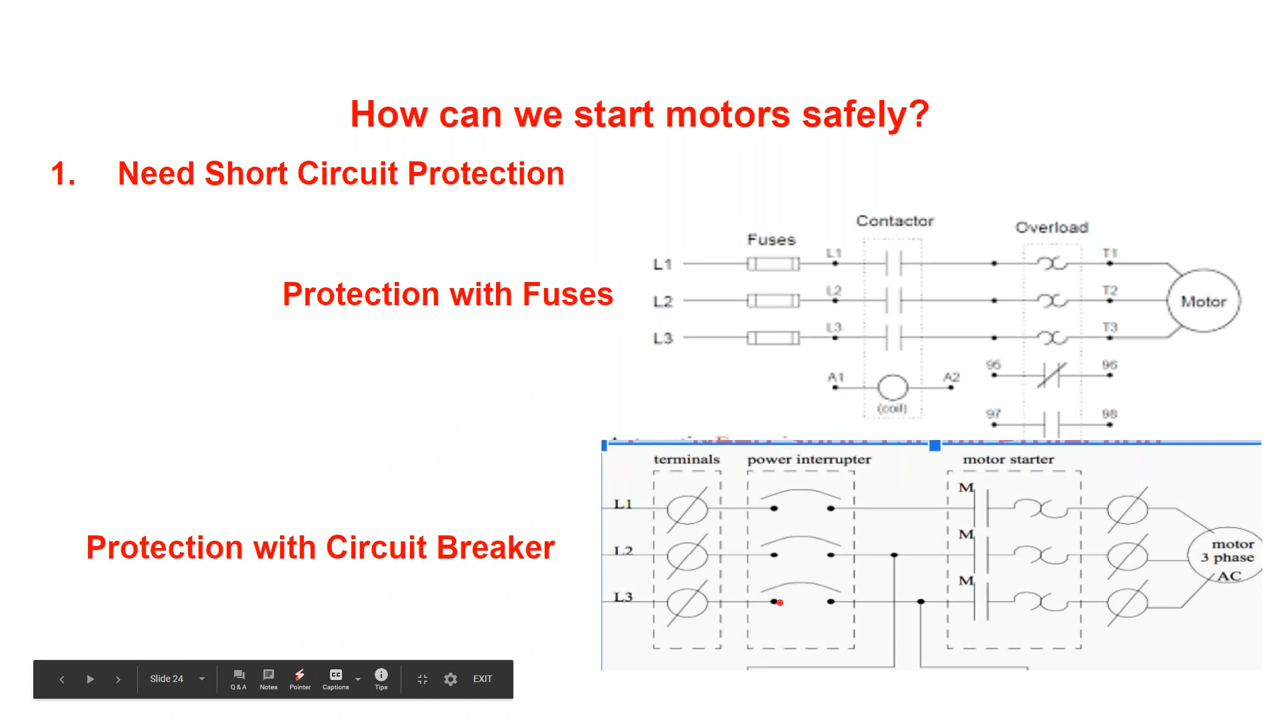 How can we start motors safely?
1. Need Short Circuit Protection
Contactor
Overload
Fuses
L1 L1 T1
Protection with Fuses
L2 L2 T2 Motor
L3 L3 T3
95 96
A1 A2
(coil)
97 98
terminals power interrupter motor starter
L1 M
L2 M
Protection with Circuit Breaker
motor
3 phase
AC
L3 M
Slide 24
Q & A Notes Pointer Captions Tips
EXIT